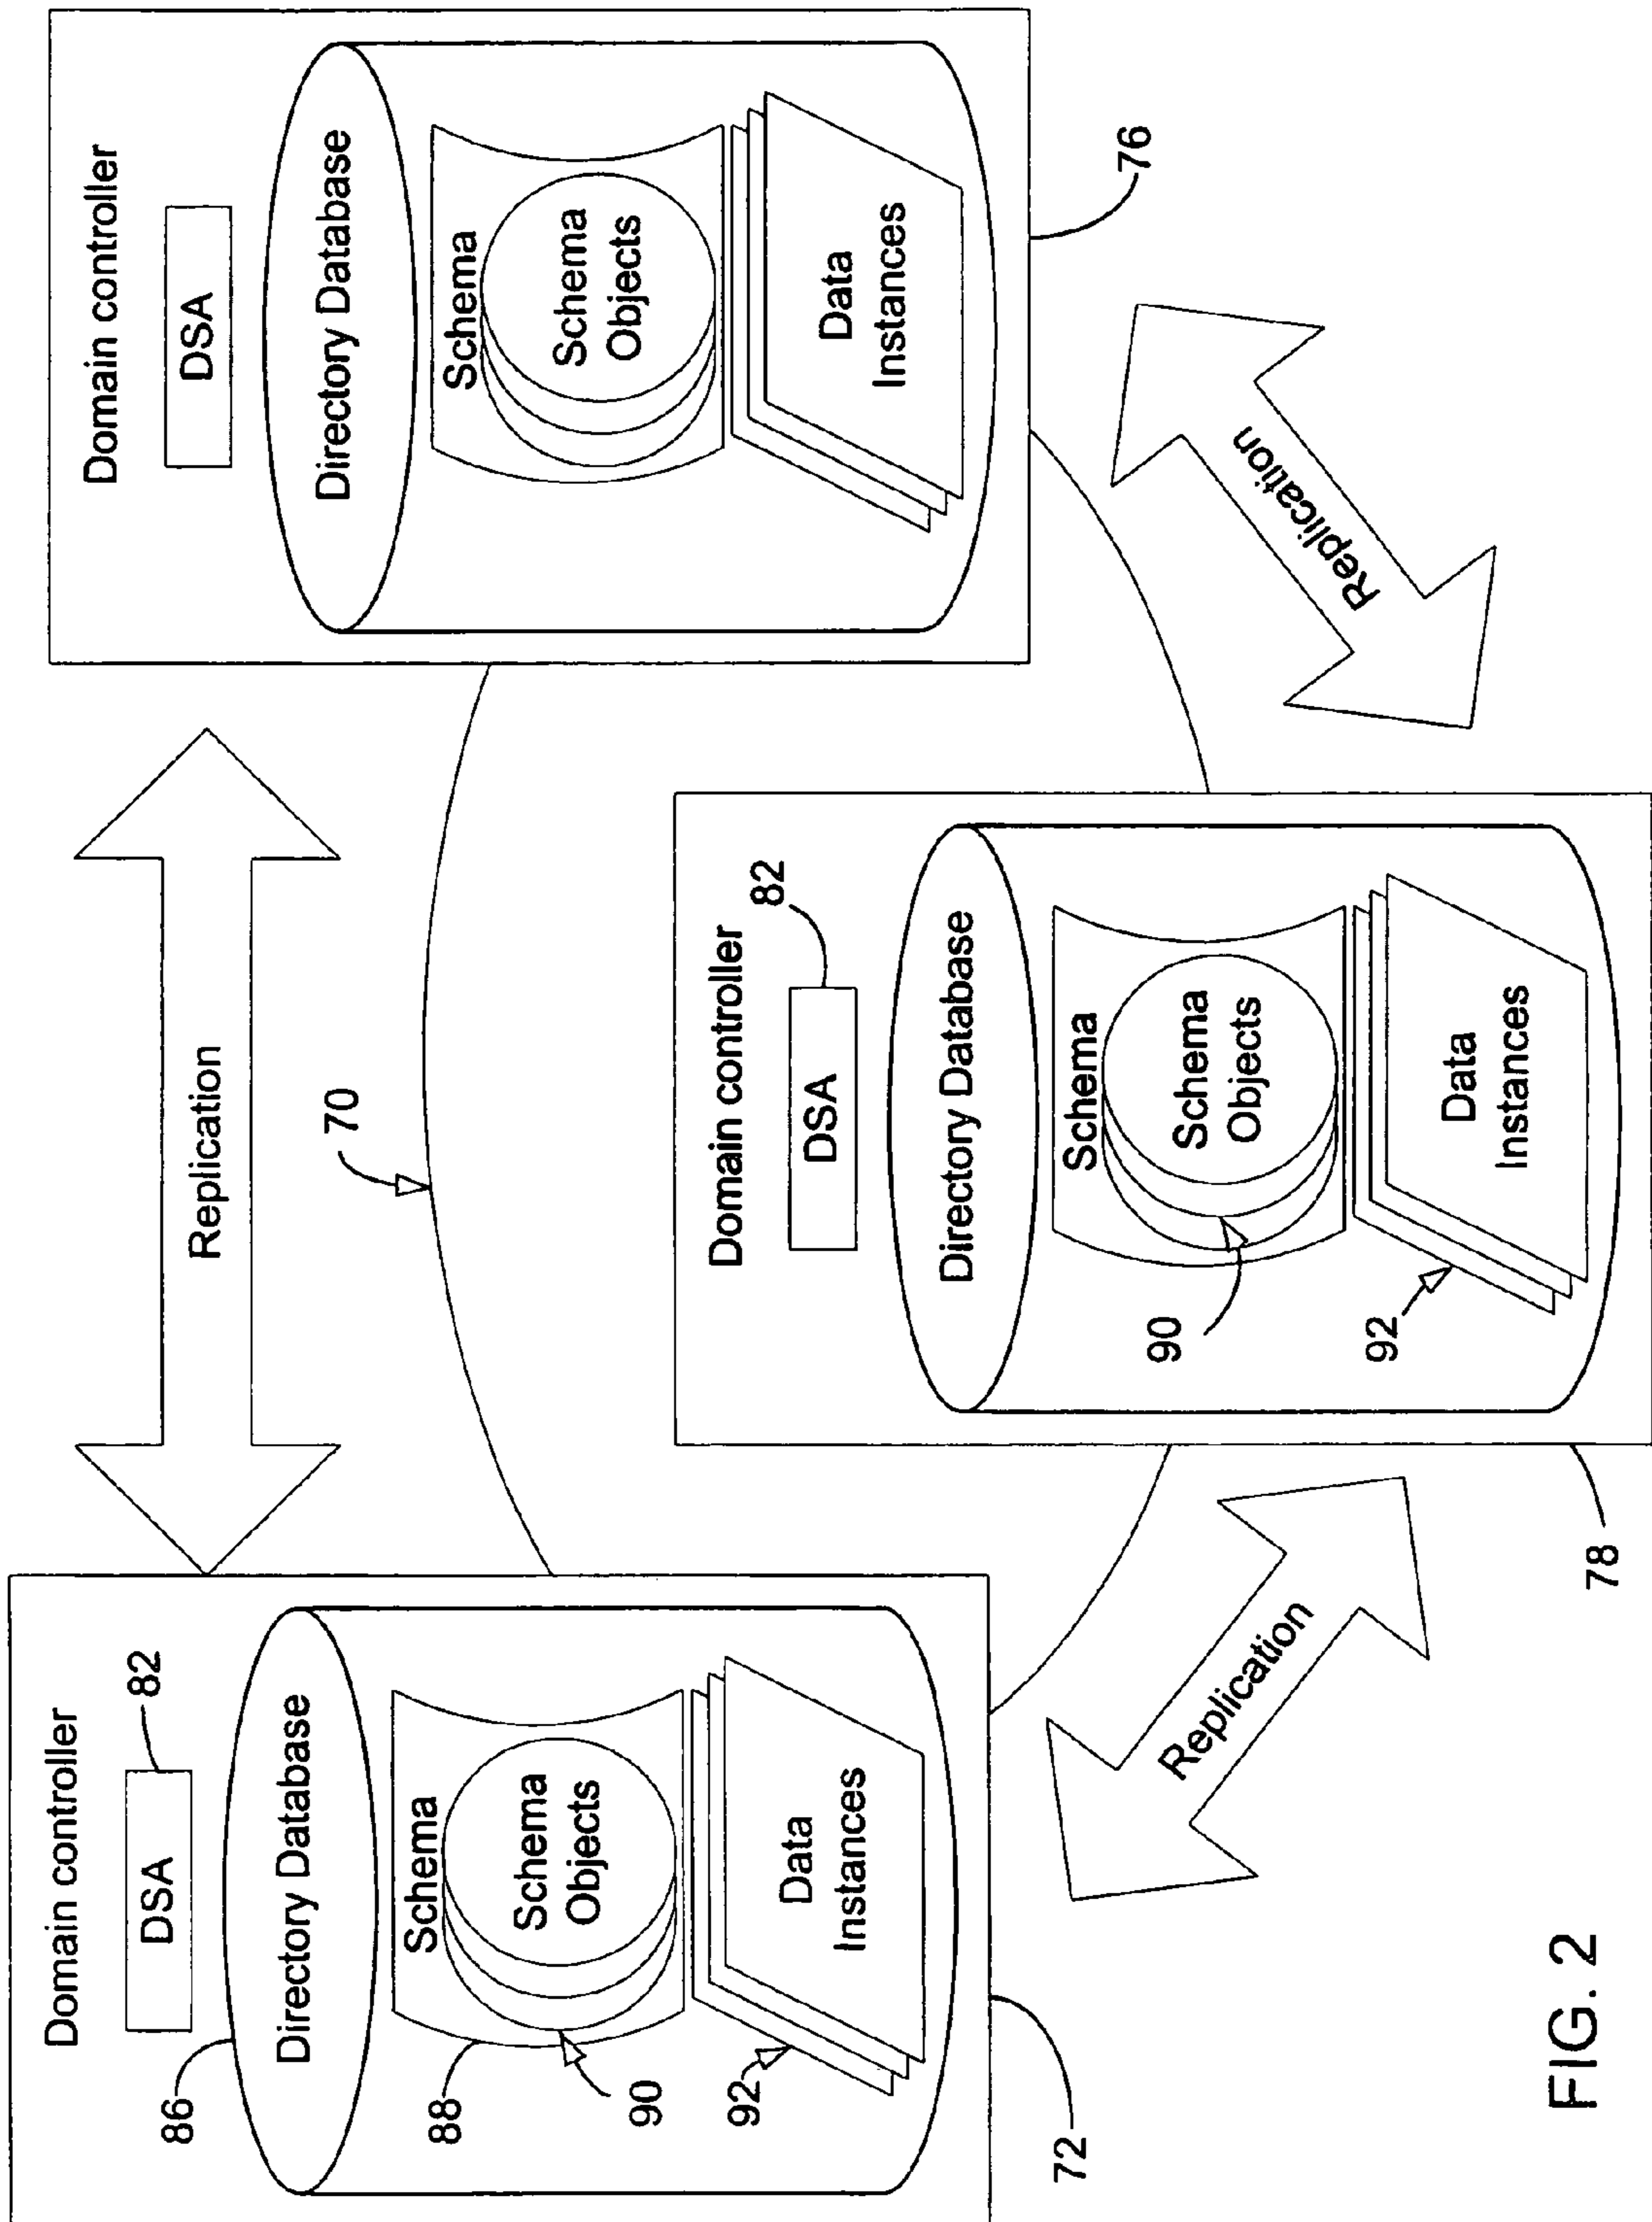 Domain controller
82
DSA
86
Directory Database
Schema
88
Schema
Objects
90
92
Data
Instances
72
Replication
70
Domain controller
DSA
Directory Database
Schema
Schema
Objects
Data
Instances
76
Domain controller
82
DSA
Directory Database
Schema
Schema
Objects
90
92
Data
Instances
78
Replication
Replication
FIG. 2